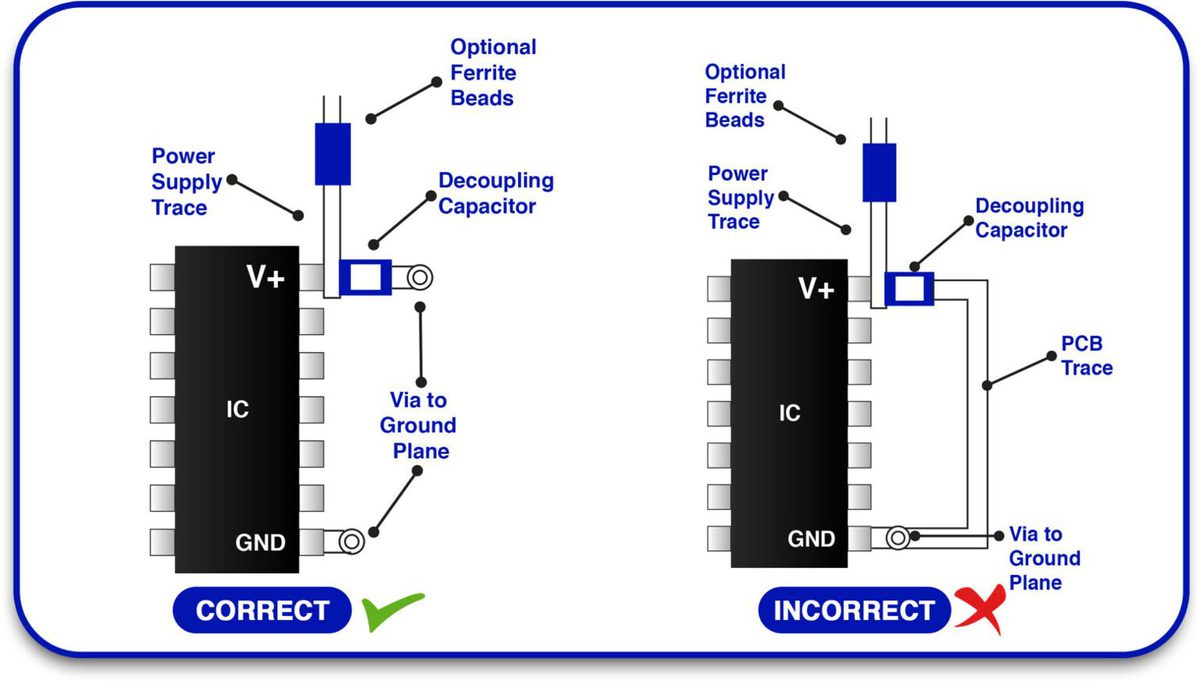 Optional
Ferrite
Beads
Power
Supply
Trace
Decoupling
Capacitor
V+
IC
Via to
Ground
Plane
GND
CORRECT
Optional
Ferrite
Beads
Power
Supply
Trace
Decoupling
Capacitor
V+
PCB
Trace
IC
GND
Via to
Ground
Plane
INCORRECT